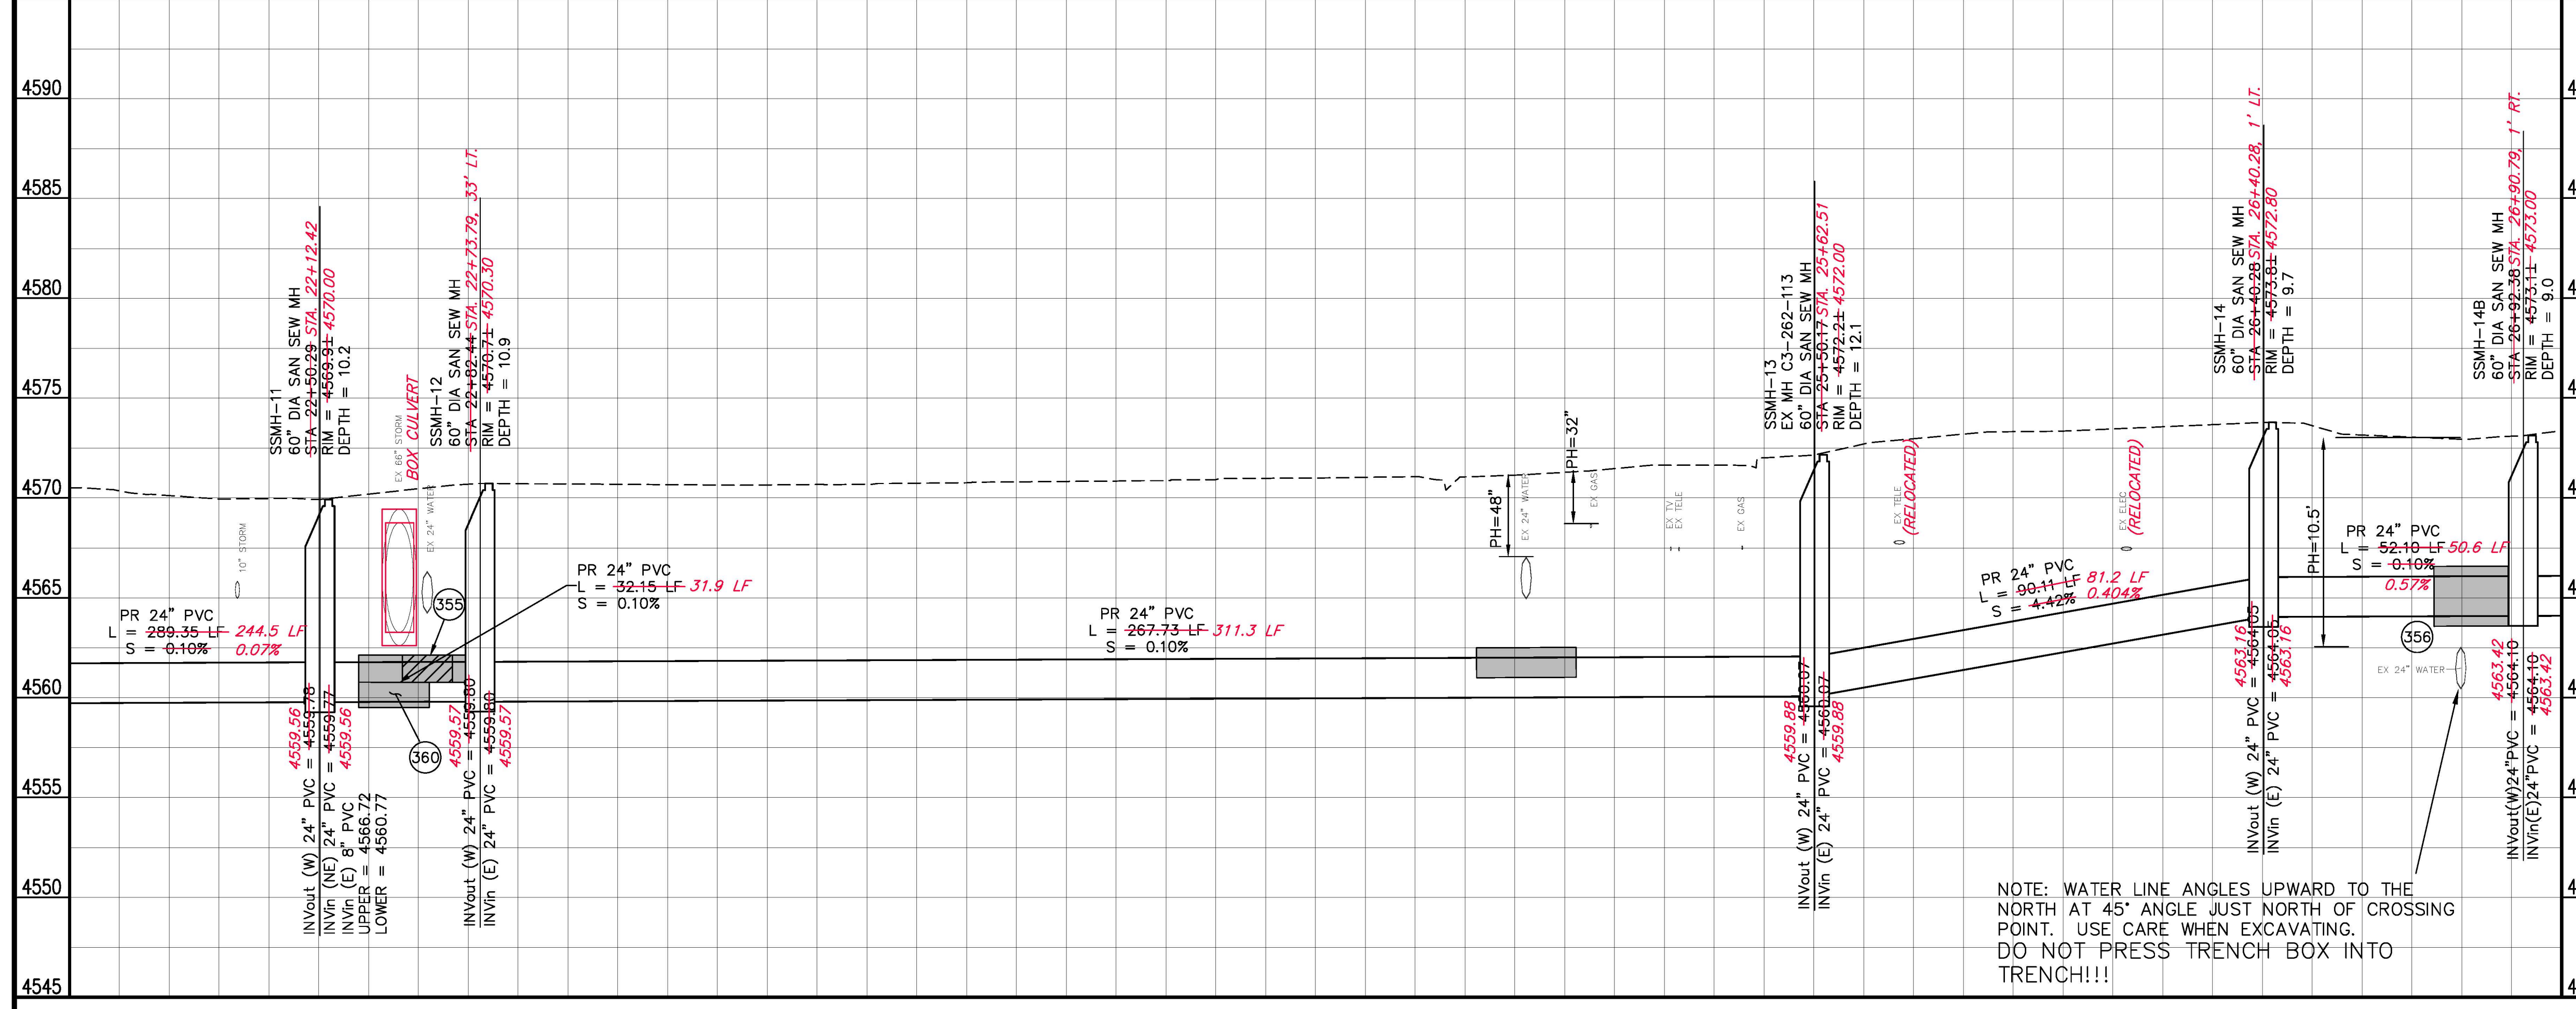 4590
4585
4580
4575
4570
4565
4560
4555
4550
4545
PR 24" PVC
L = 289.35 LF 244.5 LF
S = 0.10% 0.07%
10" STORM
SSMH-11
60" DIA SAN SEW MH
STA 22+50.29 STA. 22+12.42
RIM = 4569.9± 4570.00
DEPTH = 10.2
4559.56
INVout (W) 24" PVC = 4559.78
INVin (NE) 24" PVC = 4559.77
4559.56
INVin (E) 8" PVC
UPPER = 4566.72
LOWER = 4560.77
EX 66" STORM
BOX CULVERT
EX 24" WATER
355
360
SSMH-12
60" DIA SAN SEW MH
STA 22+82.44 STA. 22+73.79, 33' LT.
RIM = 4570.7± 4570.30
DEPTH = 10.9
4559.57
INVout (W) 24" PVC = 4559.80
INVin (E) 24" PVC = 4559.80
4559.57
PR 24" PVC
L = 32.15 LF 31.9 LF
S = 0.10%
PR 24" PVC
L = 267.73 LF 311.3 LF
S = 0.10%
PH=48"
EX 24" WATER
PH=32"
EX GAS
EX TV
EX TELE
EX GAS
SSMH-13
EX MH C3-262-113
60" DIA SAN SEW MH
STA 25+50.17 STA. 25+62.51
RIM = 4572.2± 4572.00
DEPTH = 12.1
4559.88
INVout (W) 24" PVC = 4560.07
INVin (E) 24" PVC = 4560.07
4559.88
EX TELE
(RELOCATED)
PR 24" PVC
L = 90.11 LF 81.2 LF
S = 4.42% 0.404%
EX ELEC
(RELOCATED)
SSMH-14
60" DIA SAN SEW MH
STA 26+40.28 STA. 26+40.28, 1' LT.
RIM = 4573.8± 4572.80
DEPTH = 9.7
4563.16
INVout (W) 24" PVC = 4564.05
INVin (E) 24" PVC = 4564.05
4563.16
PH=10.5'
PR 24" PVC
L = 52.10 LF 50.6 LF
S = 0.10%
0.57%
356
EX 24" WATER
SSMH-14B
60" DIA SAN SEW MH
STA 26+92.38 STA. 26+90.79, 1' RT.
RIM = 4573.1± 4573.00
DEPTH = 9.0
4563.42
INVout(W)24"PVC = 4564.10
INVin(E)24"PVC = 4564.10
4563.42
NOTE: WATER LINE ANGLES UPWARD TO THE
NORTH AT 45° ANGLE JUST NORTH OF CROSSING
POINT. USE CARE WHEN EXCAVATING.
DO NOT PRESS TRENCH BOX INTO
TRENCH!!!
4
4
4
4
4
4
4
4
4
4